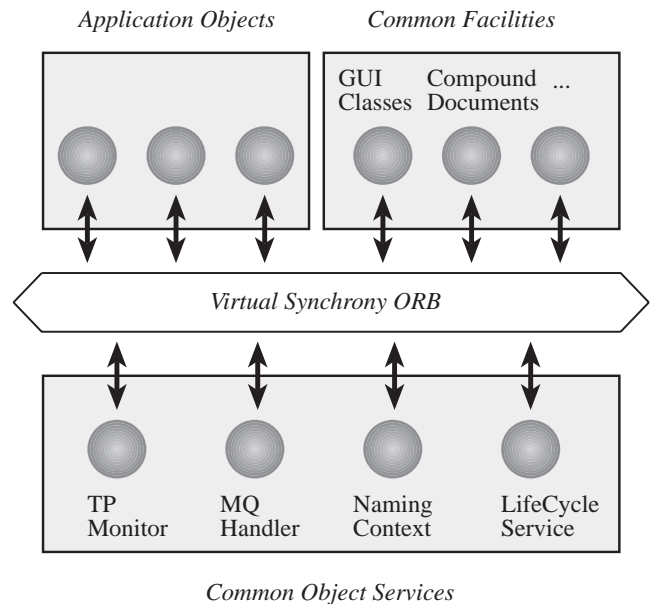 Application Objects
Common Facilities
GUI
Classes
Compound
Documents
...
Virtual Synchrony ORB
TP
Monitor
MQ
Handler
Naming
Context
LifeCycle
Service
Common Object Services